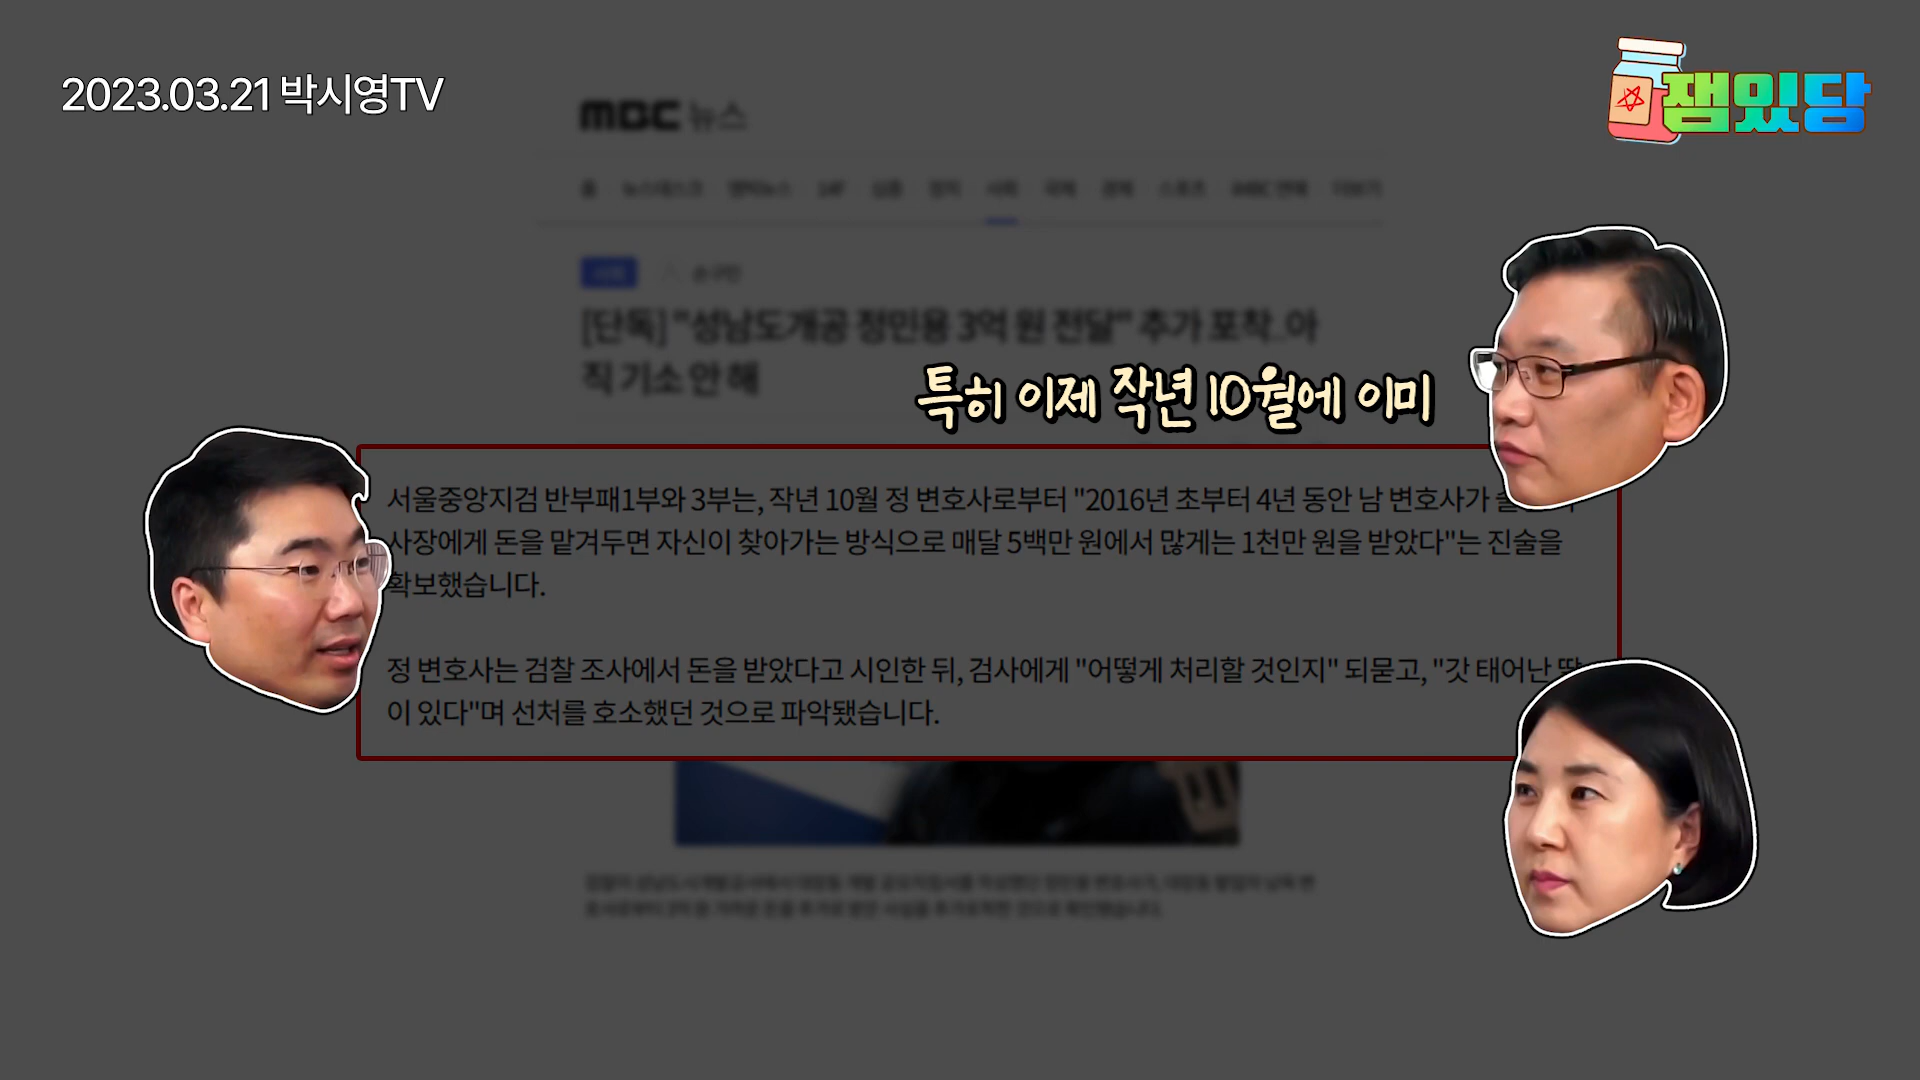 2023.03.21 박시영TV
잼있당
MBC 뉴스
[단독] "성남도개공 정민용 3억 원 전달" 추가 포착..아
직 기소 안 해
특히 이제 작년 10월에 이미
서울중앙지검 반부패1부와 3부는, 작년 10월 정 변호사로부터 "2016년 초부터 4년 동안 남 변호사가
사장에게 돈을 맡겨두면 자신이 찾아가는 방식으로 매달 5백만 원에서 많게는 1천만 원을 받았다"는 진술을
확보했습니다.
정 변호사는 검찰 조사에서 돈을 받았다고 시인한 뒤, 검사에게 "어떻게 처리할 것인지" 되묻고, "갓 태어난 딸
이 있다"며 선처를 호소했던 것으로 파악됐습니다.